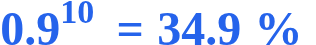 0.9¹⁰ = 34.9 %